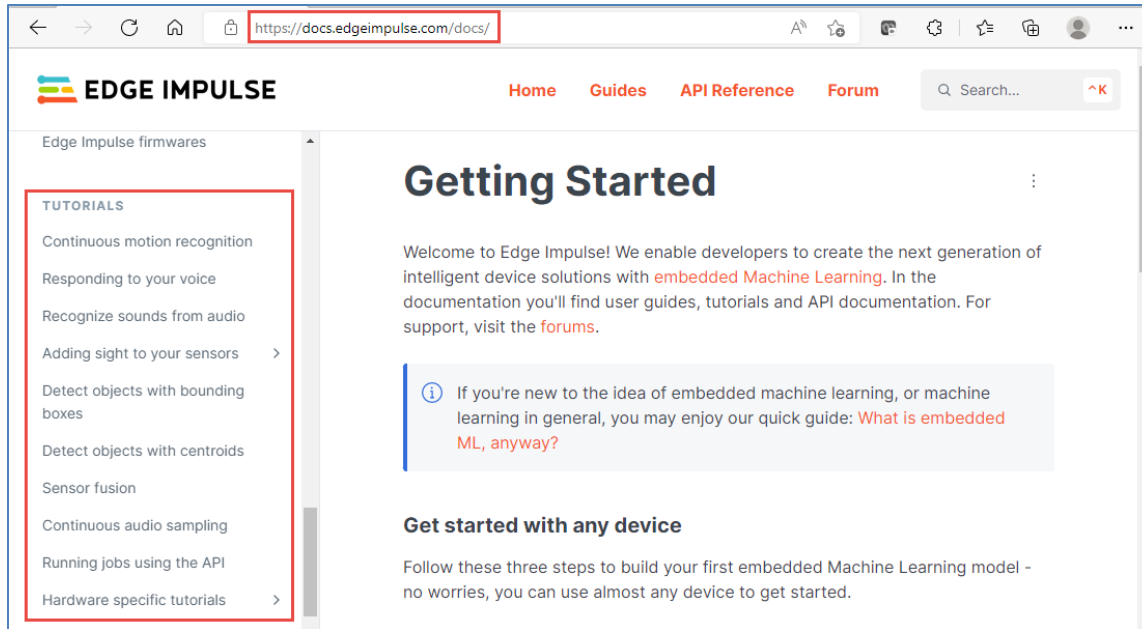 https://docs.edgeimpulse.com/docs/
EDGE IMPULSE
Home Guides API Reference Forum
Search...
^K
Edge Impulse firmwares
TUTORIALS
Continuous motion recognition
Responding to your voice
Recognize sounds from audio
Adding sight to your sensors
Detect objects with bounding
boxes
Detect objects with centroids
Sensor fusion
Continuous audio sampling
Running jobs using the API
Hardware specific tutorials
Getting Started
Welcome to Edge Impulse! We enable developers to create the next generation of
intelligent device solutions with embedded Machine Learning. In the
documentation you'll find user guides, tutorials and API documentation. For
support, visit the forums.
If you're new to the idea of embedded machine learning, or machine
learning in general, you may enjoy our quick guide: What is embedded
ML, anyway?
Get started with any device
Follow these three steps to build your first embedded Machine Learning model -
no worries, you can use almost any device to get started.